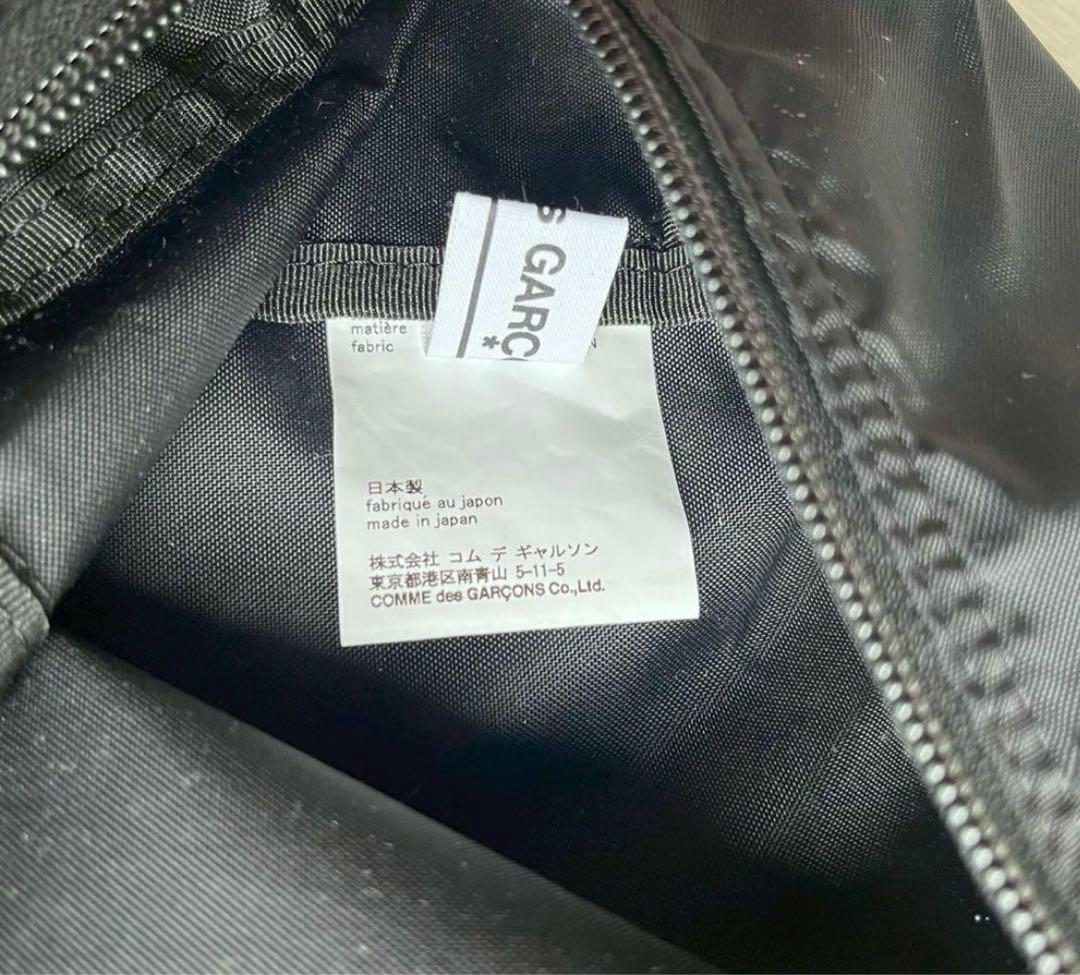 S GARÇ
*
matière
fabric
N
日本製
fabriqué au japon
made in japan
株式会社 コム デ ギャルソン
東京都港区南青山 5-11-5
COMME des GARÇONS Co.,Ltd.